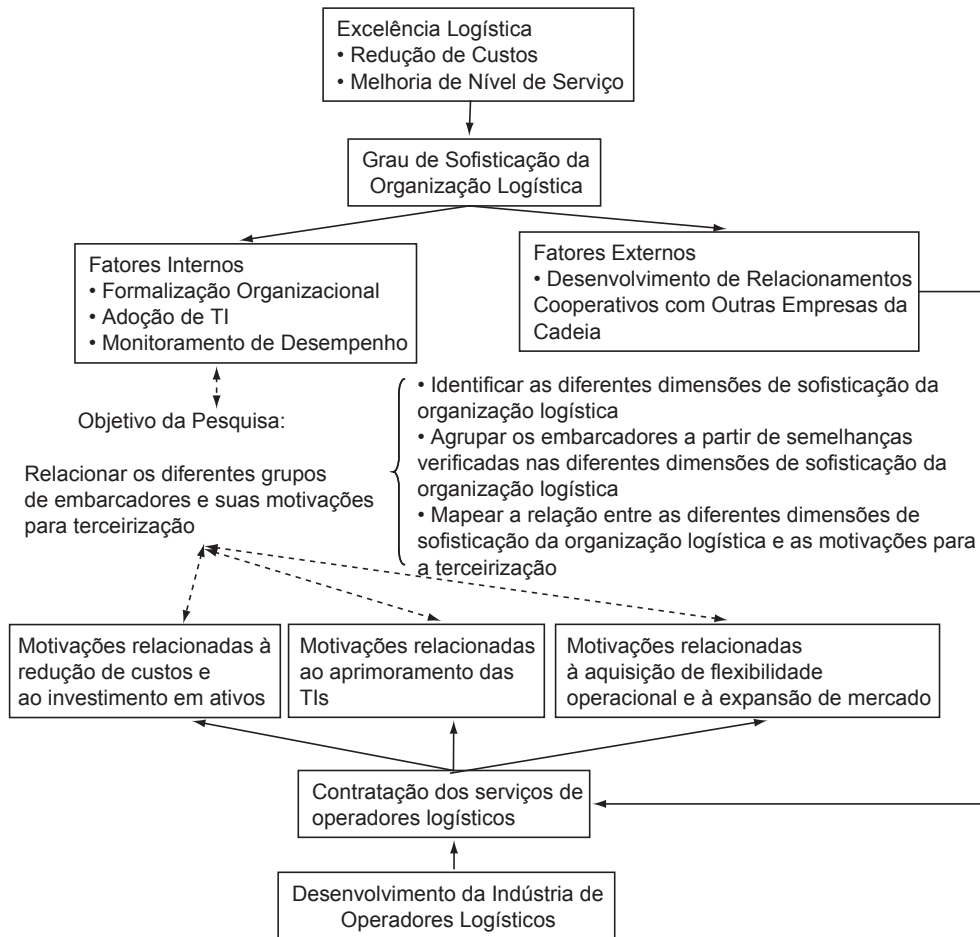 Excelência Logística
• Redução de Custos
• Melhoria de Nível de Serviço
Grau de Sofisticação da
Organização Logística
Fatores Internos
• Formalização Organizacional
• Adoção de TI
• Monitoramento de Desempenho
Fatores Externos
• Desenvolvimento de Relacionamentos
Cooperativos com Outras Empresas da
Cadeia
Objetivo da Pesquisa:
Relacionar os diferentes grupos
de embarcadores e suas motivações
para terceirização
• Identificar as diferentes dimensões de sofisticação da
organização logística
• Agrupar os embarcadores a partir de semelhanças
verificadas nas diferentes dimensões de sofisticação da
organização logística
• Mapear a relação entre as diferentes dimensões de
sofisticação da organização logística e as motivações para
a terceirização
Motivações relacionadas à
redução de custos e
ao investimento em ativos
Motivações relacionadas
ao aprimoramento das
TIs
Motivações relacionadas
à aquisição de flexibilidade
operacional e à expansão de mercado
Contratação dos serviços de
operadores logísticos
Desenvolvimento da Indústria de
Operadores Logísticos